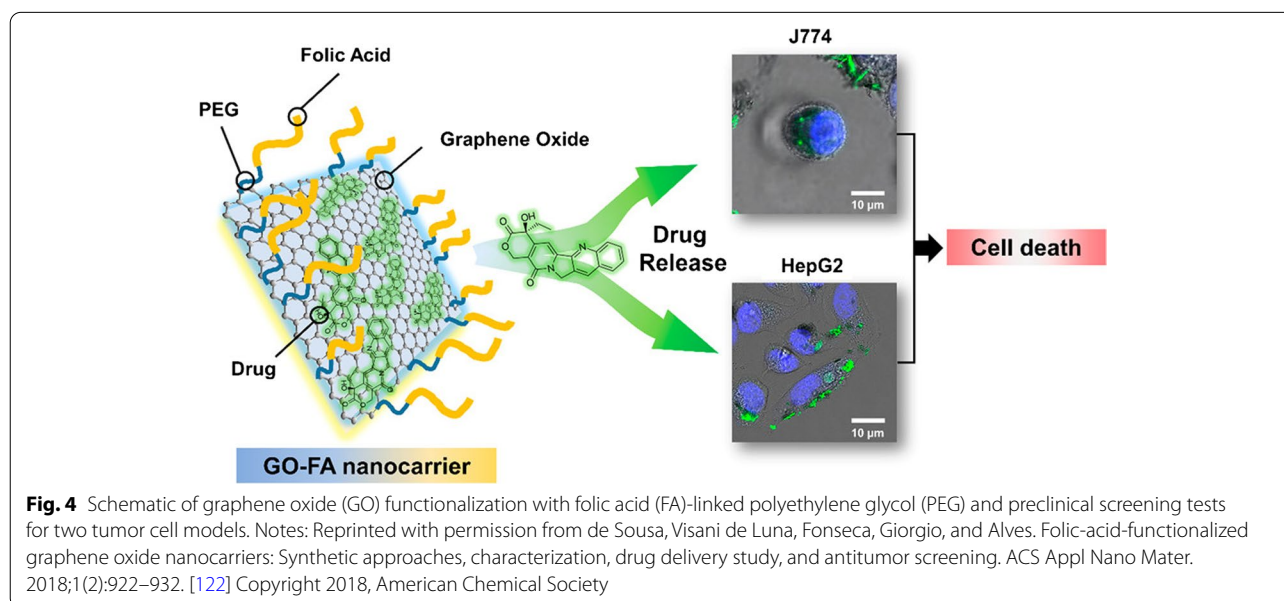 Folic Acid
PEG
Graphene Oxide
Drug
GO-FA nanocarrier
O
OH
O
N
O
N
O
Drug
Release
J774
10 µm
HepG2
10 µm
Cell death
Fig. 4 Schematic of graphene oxide (GO) functionalization with folic acid (FA)-linked polyethylene glycol (PEG) and preclinical screening tests
for two tumor cell models. Notes: Reprinted with permission from de Sousa, Visani de Luna, Fonseca, Giorgio, and Alves. Folic-acid-functionalized
graphene oxide nanocarriers: Synthetic approaches, characterization, drug delivery study, and antitumor screening. ACS Appl Nano Mater.
2018;1(2):922–932. [122] Copyright 2018, American Chemical Society